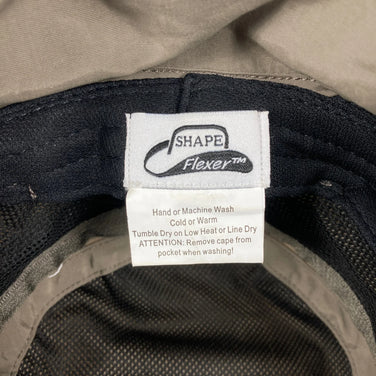 SHAPE
Flexer™
Hand or Machine Wash
Cold or Warm
Tumble Dry on Low Heat or Line Dry
ATTENTION: Remove cape from
pocket when washing!